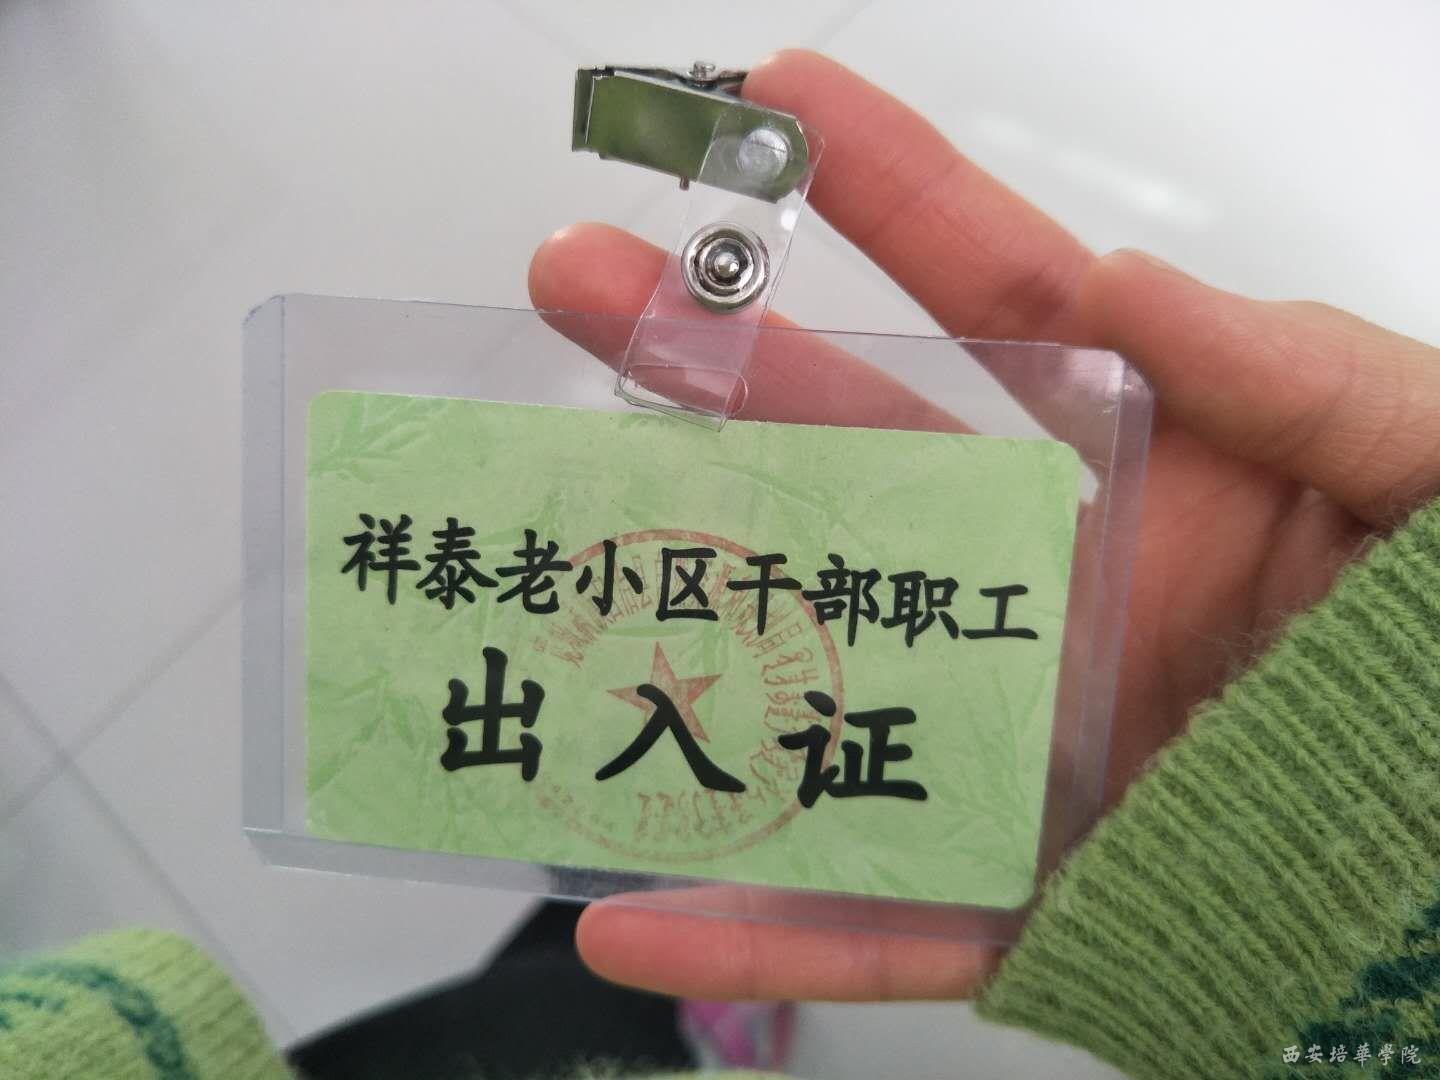 祥泰老小区干部职工
出入证
西安培華學院